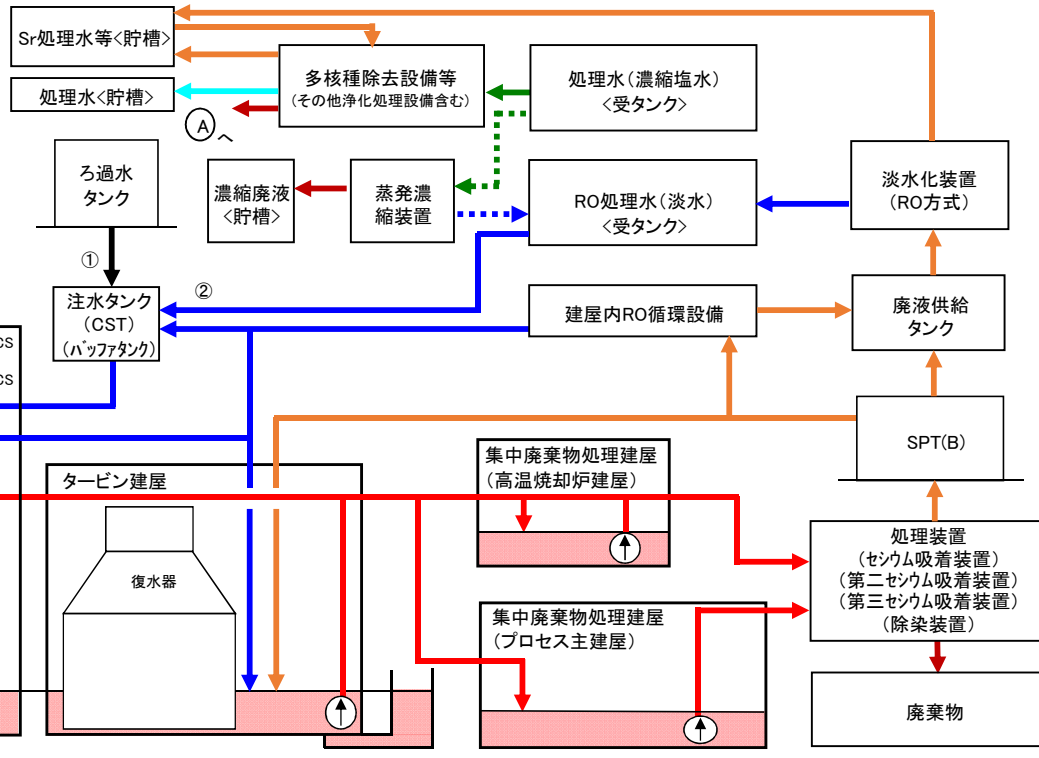 Sr処理水等<貯槽>
処理水<貯槽>
多核種除去設備等
(その他浄化処理設備含む)
処理水(濃縮塩水)
<受タンク>
Aへ
ろ過水
タンク
濃縮廃液
<貯槽>
蒸発濃
縮装置
RO処理水(淡水)
<受タンク>
淡水化装置
(RO方式)
①
②
注水タンク
(CST)
(バッファタンク)
建屋内RO循環設備
廃液供給
タンク
CS
CS
SPT(B)
タービン建屋
復水器
集中廃棄物処理建屋
(高温焼却炉建屋)
処理装置
(セシウム吸着装置)
(第二セシウム吸着装置)
(第三セシウム吸着装置)
(除染装置)
集中廃棄物処理建屋
(プロセス主建屋)
廃棄物